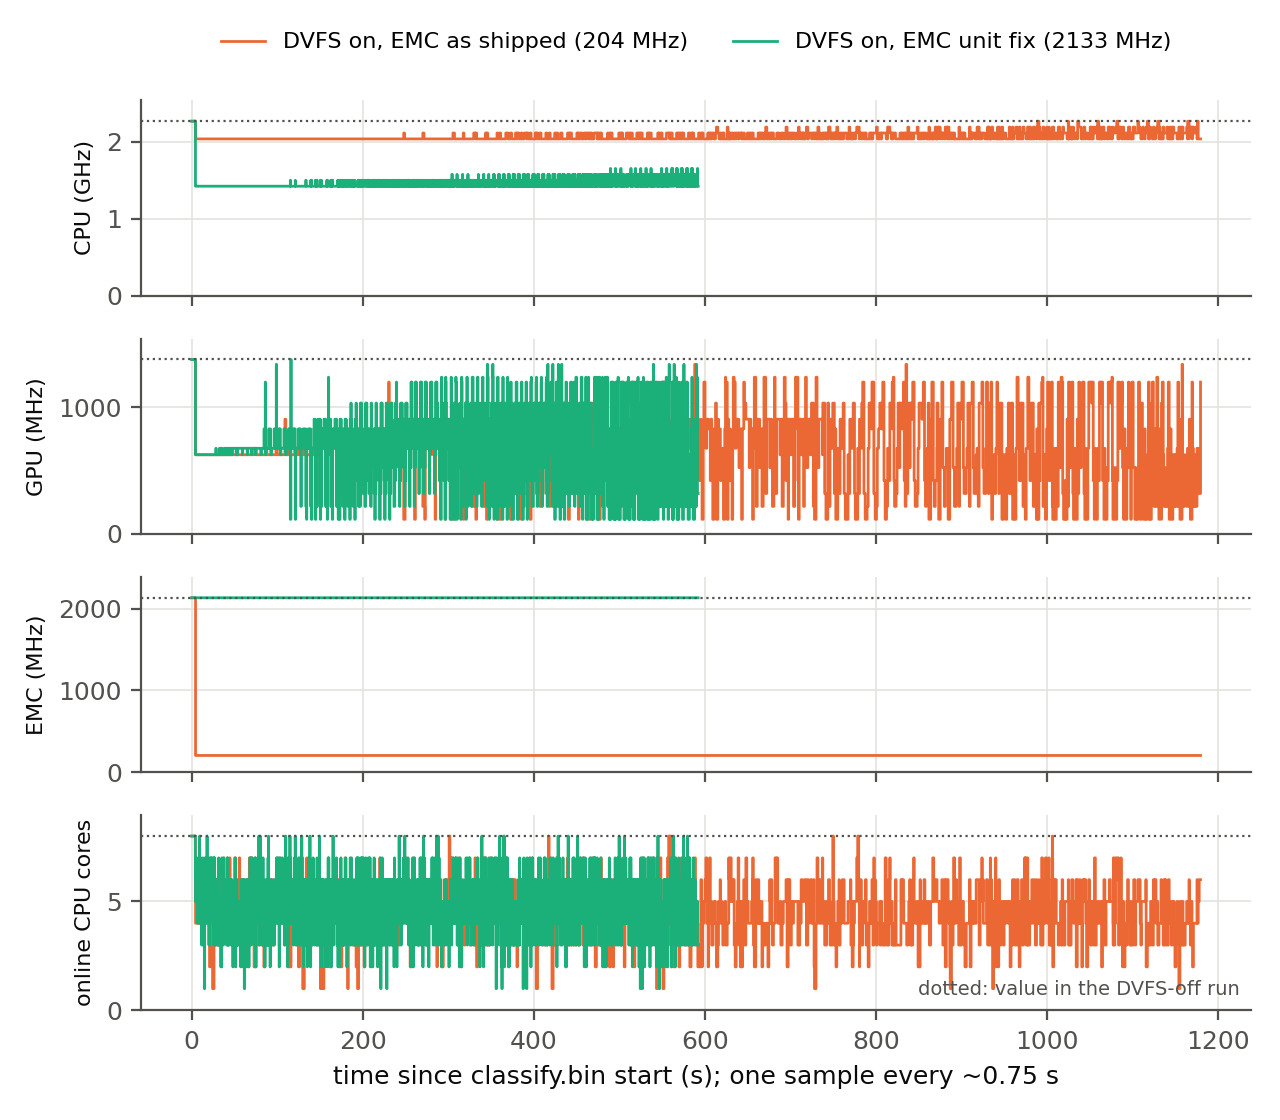 DVFS on, EMC as shipped (204 MHz) DVFS on, EMC unit fix (2133 MHz)
CPU (GHz)
2
1
0
GPU (MHz)
1000
0
EMC (MHz)
2000
1000
0
online CPU cores
5
0
dotted: value in the DVFS-off run
0 200 400 600 800 1000 1200
time since classify.bin start (s); one sample every ~0.75 s